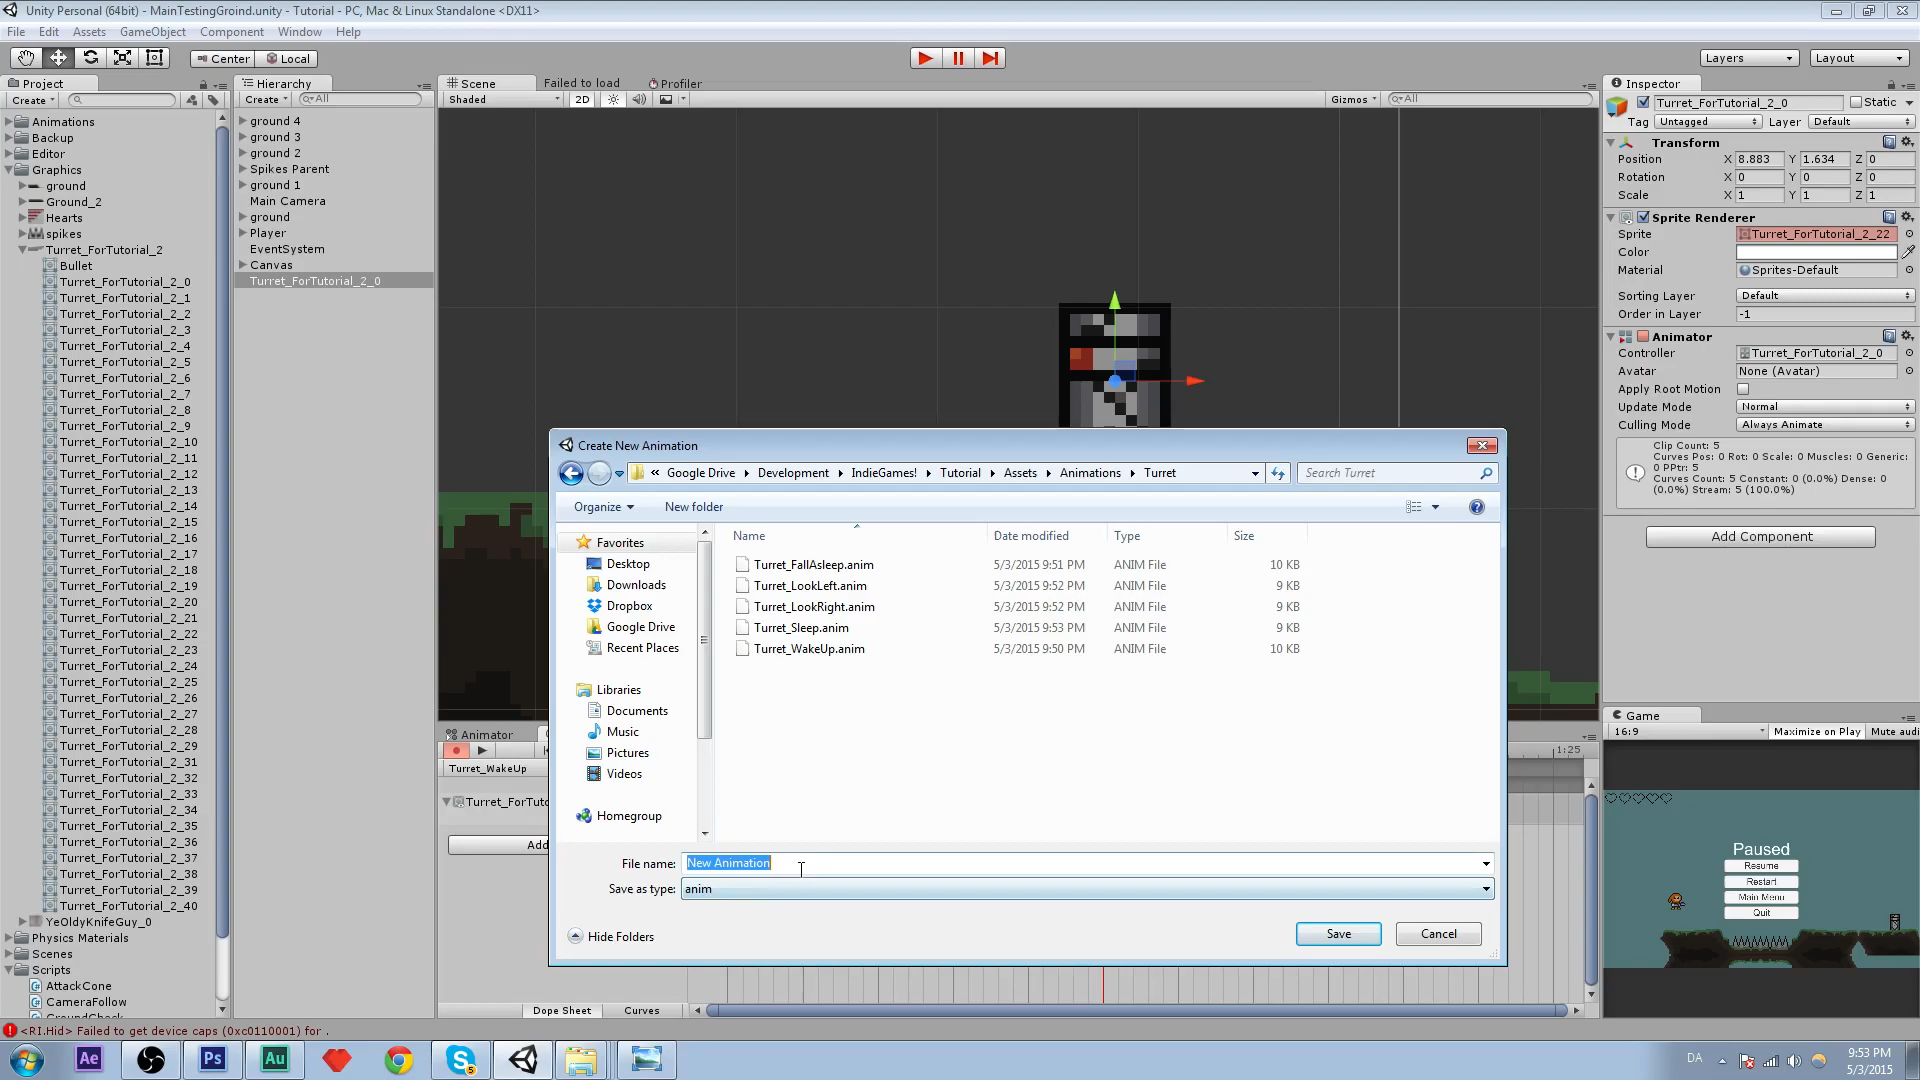 Unity Personal (64bit) - MainTestingGroind.unity - Tutorial - PC, Mac & Linux Standalone <DX11>
File Edit Assets GameObject Component Window Help
Center Local Layers Layout
Project
Create
Animations
Backup
Editor
Graphics
ground
Ground_2
Hearts
spikes
Turret_ForTutorial_2
Bullet
Turret_ForTutorial_2_0
Turret_ForTutorial_2_1
Turret_ForTutorial_2_2
Turret_ForTutorial_2_3
Turret_ForTutorial_2_4
Turret_ForTutorial_2_5
Turret_ForTutorial_2_6
Turret_ForTutorial_2_7
Turret_ForTutorial_2_8
Turret_ForTutorial_2_9
Turret_ForTutorial_2_10
Turret_ForTutorial_2_11
Turret_ForTutorial_2_12
Turret_ForTutorial_2_13
Turret_ForTutorial_2_14
Turret_ForTutorial_2_15
Turret_ForTutorial_2_16
Turret_ForTutorial_2_17
Turret_ForTutorial_2_18
Turret_ForTutorial_2_19
Turret_ForTutorial_2_20
Turret_ForTutorial_2_21
Turret_ForTutorial_2_22
Turret_ForTutorial_2_23
Turret_ForTutorial_2_24
Turret_ForTutorial_2_25
Turret_ForTutorial_2_26
Turret_ForTutorial_2_27
Turret_ForTutorial_2_28
Turret_ForTutorial_2_29
Turret_ForTutorial_2_31
Turret_ForTutorial_2_32
Turret_ForTutorial_2_33
Turret_ForTutorial_2_34
Turret_ForTutorial_2_35
Turret_ForTutorial_2_36
Turret_ForTutorial_2_37
Turret_ForTutorial_2_38
Turret_ForTutorial_2_39
Turret_ForTutorial_2_40
YeOldyKnifeGuy_0
Physics Materials
Scenes
Scripts
AttackCone
CameraFollow
GroundCheck
Hierarchy
Create All
ground 4
ground 3
ground 2
Spikes Parent
ground 1
Main Camera
ground
Player
EventSystem
Canvas
Turret_ForTutorial_2_0
Scene Failed to load Profiler
Shaded 2D Gizmos All
Create New Animation
« Google Drive Development IndieGames! Tutorial Assets Animations Turret Search Turret
Organize New folder
Favorites
Desktop
Downloads
Dropbox
Google Drive
Recent Places
Libraries
Documents
Music
Pictures
Videos
Homegroup
Name Date modified Type Size
Turret_FallAsleep.anim 5/3/2015 9:51 PM ANIM File 10 KB
Turret_LookLeft.anim 5/3/2015 9:52 PM ANIM File 9 KB
Turret_LookRight.anim 5/3/2015 9:52 PM ANIM File 9 KB
Turret_Sleep.anim 5/3/2015 9:53 PM ANIM File 9 KB
Turret_WakeUp.anim 5/3/2015 9:50 PM ANIM File 10 KB
File name: New Animation
Save as type: anim
Hide Folders Save Cancel
Animator
Turret_WakeUp
Turret_ForTuto
Add
1:25
Dope Sheet Curves
Inspector
Turret_ForTutorial_2_0 Static
Tag Untagged Layer Default
Transform
Position X 8.883 Y 1.634 Z 0
Rotation X 0 Y 0 Z 0
Scale X 1 Y 1 Z 1
Sprite Renderer
Sprite Turret_ForTutorial_2_22
Color
Material Sprites-Default
Sorting Layer Default
Order in Layer -1
Animator
Controller Turret_ForTutorial_2_0
Avatar None (Avatar)
Apply Root Motion
Update Mode Normal
Culling Mode Always Animate
Clip Count: 5
Curves Pos: 0 Rot: 0 Scale: 0 Muscles: 0 Generic:
0 PPtr: 5
Curves Count: 5 Constant: 0 (0.0%) Dense: 0
(0.0%) Stream: 5 (100.0%)
Add Component
Game
16:9 Maximize on Play Mute audi
Paused
Resume
Restart
Main Menu
Quit
<RI.Hid> Failed to get device caps (0xc0110001) for .
Ae Ps Au S 5 DA 9:53 PM
5/3/2015